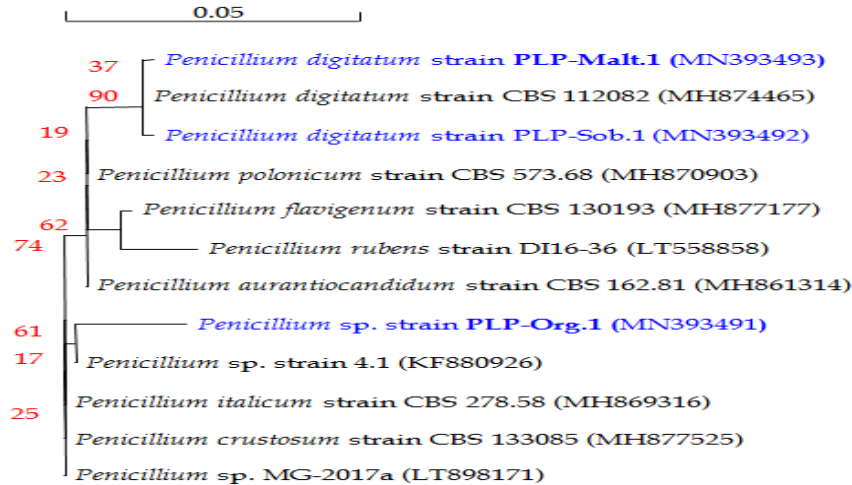 0.05
37
Penicillium digitatum strain PLP-Malt.1 (MN393493)
90
Penicillium digitatum strain CBS 112082 (MH874465)
19
Penicillium digitatum strain PLP-Sob.1 (MN393492)
23
Penicillium polonicum strain CBS 573.68 (MH870903)
Penicillium flavigenum strain CBS 130193 (MH877177)
62
74
Penicillium rubens strain DI16-36 (LT558858)
Penicillium aurantiocandidum strain CBS 162.81 (MH861314)
61
Penicillium sp. strain PLP-Org.1 (MN393491)
17
Penicillium sp. strain 4.1 (KF880926)
Penicillium italicum strain CBS 278.58 (MH869316)
25
Penicillium crustosum strain CBS 133085 (MH877525)
Penicillium sp. MG-2017a (LT898171)